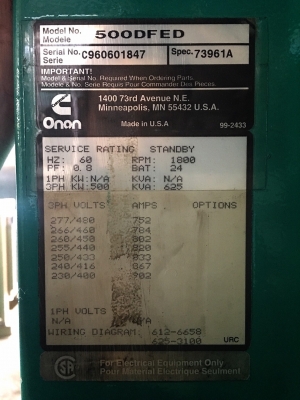 Model No. 500DFED
Modele
Serial No. C960601847 Spec. 73961A
Serie
IMPORTANT!
Model & Serial No. Required When Ordering Parts.
Modele & No. Serie Requis Pour Commander Des Pieces.
Onan
1400 73rd Avenue N.E.
Minneapolis, MN 55432 U.S.A.
Made in U.S.A.
99-2433
SERVICE RATING STANDBY
HZ: 60 RPM: 1800
PF: 0.8 BAT: 24
1PH KW:N/A KVA: N/A
3PH KW:500 KVA: 625
3PH VOLTS AMPS OPTIONS
277/480 752
266/460 784
260/450 802
255/440 820
250/433 833
240/416 867
230/400 902
1PH VOLTS
N/A N/A
WIRING DIAGRAM: 612-6658
625-3100 URC
For Electrical Equipment Only
Pour Material Electrique Seulment